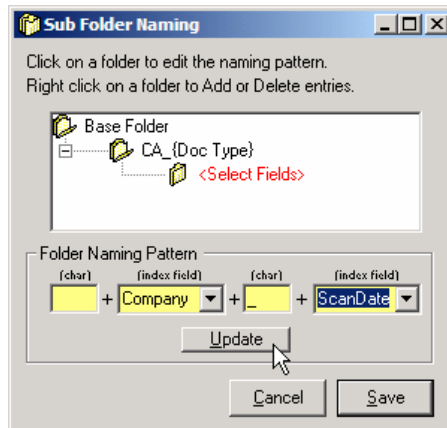 Sub Folder Naming
Click on a folder to edit the naming pattern.
Right click on a folder to Add or Delete entries.
Base Folder
CA_{Doc Type}
<Select Fields>
Folder Naming Pattern
(char) (index field) (char) (index field)
+ Company + _ + ScanDate
Update
Cancel Save